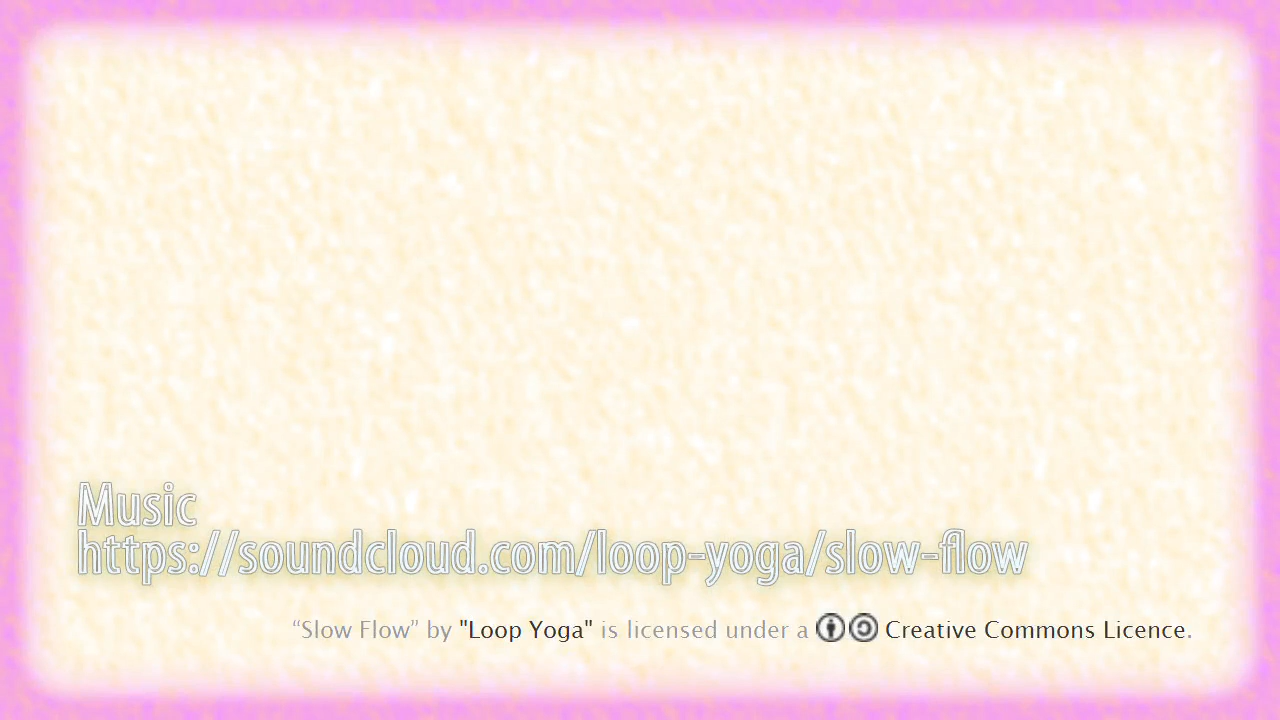 Music
https://soundcloud.com/loop-yoga/slow-flow
“Slow Flow” by "Loop Yoga" is licensed under a Creative Commons Licence.